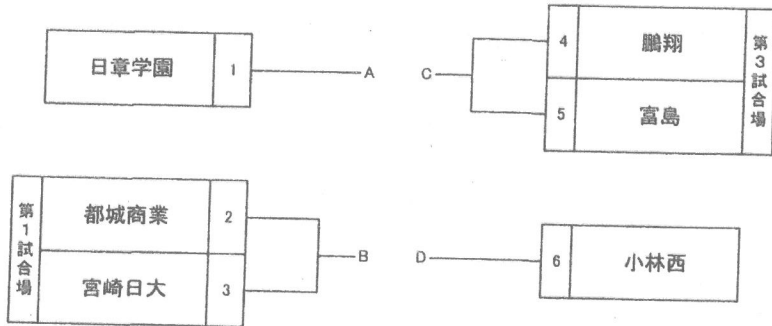 日章学園 1 A
C 4 鵬翔
第3試合場
5 富島
第1試合場
都城商業 2
宮崎日大 3
B
D 6 小林西